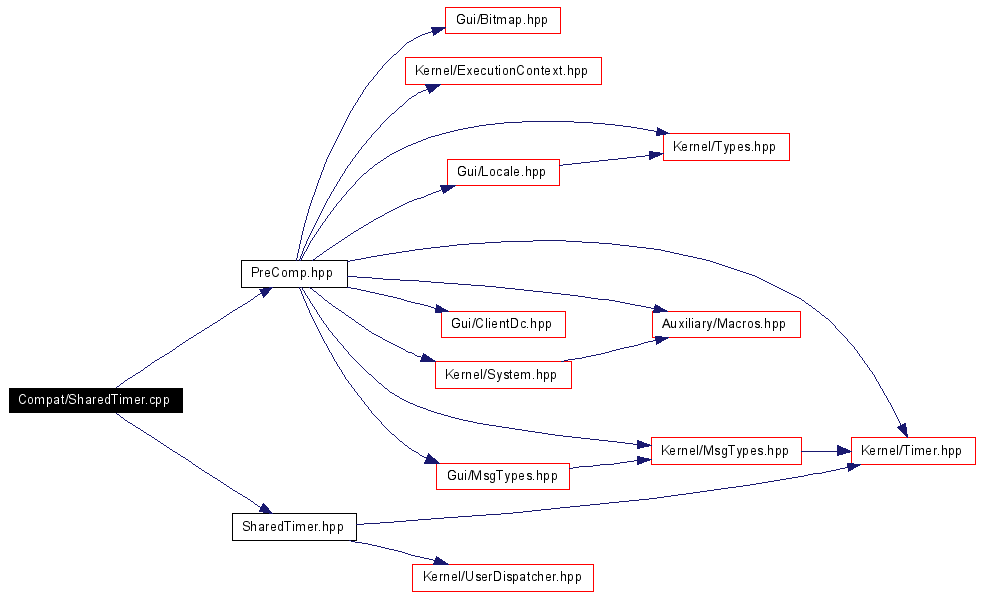 Gui/Bitmap.hpp
Kernel/ExecutionContext.hpp
Kernel/Types.hpp
Gui/Locale.hpp
PreComp.hpp
Gui/ClientDc.hpp
Auxiliary/Macros.hpp
Kernel/System.hpp
Compat/SharedTimer.cpp
Kernel/MsgTypes.hpp
Kernel/Timer.hpp
Gui/MsgTypes.hpp
SharedTimer.hpp
Kernel/UserDispatcher.hpp